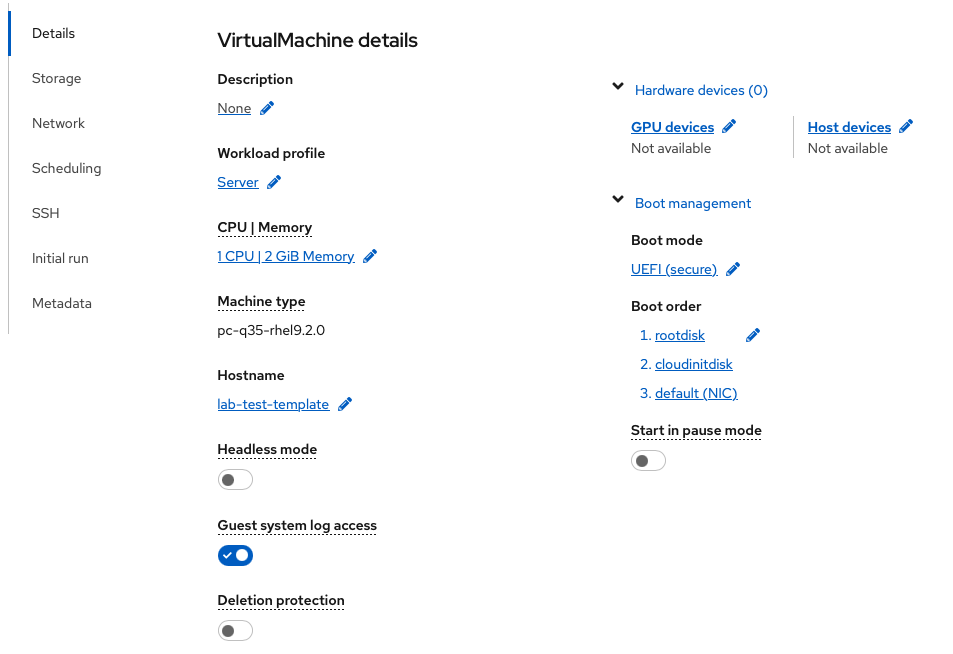 Details
Storage
Network
Scheduling
SSH
Initial run
Metadata
VirtualMachine details
Description
None
Workload profile
Server
CPU | Memory
1 CPU | 2 GiB Memory
Machine type
pc-q35-rhel9.2.0
Hostname
lab-test-template
Headless mode
Guest system log access
Deletion protection
Hardware devices (0)
GPU devices
Not available
Host devices
Not available
Boot management
Boot mode
UEFI (secure)
Boot order
1. rootdisk
2. cloudinitdisk
3. default (NIC)
Start in pause mode